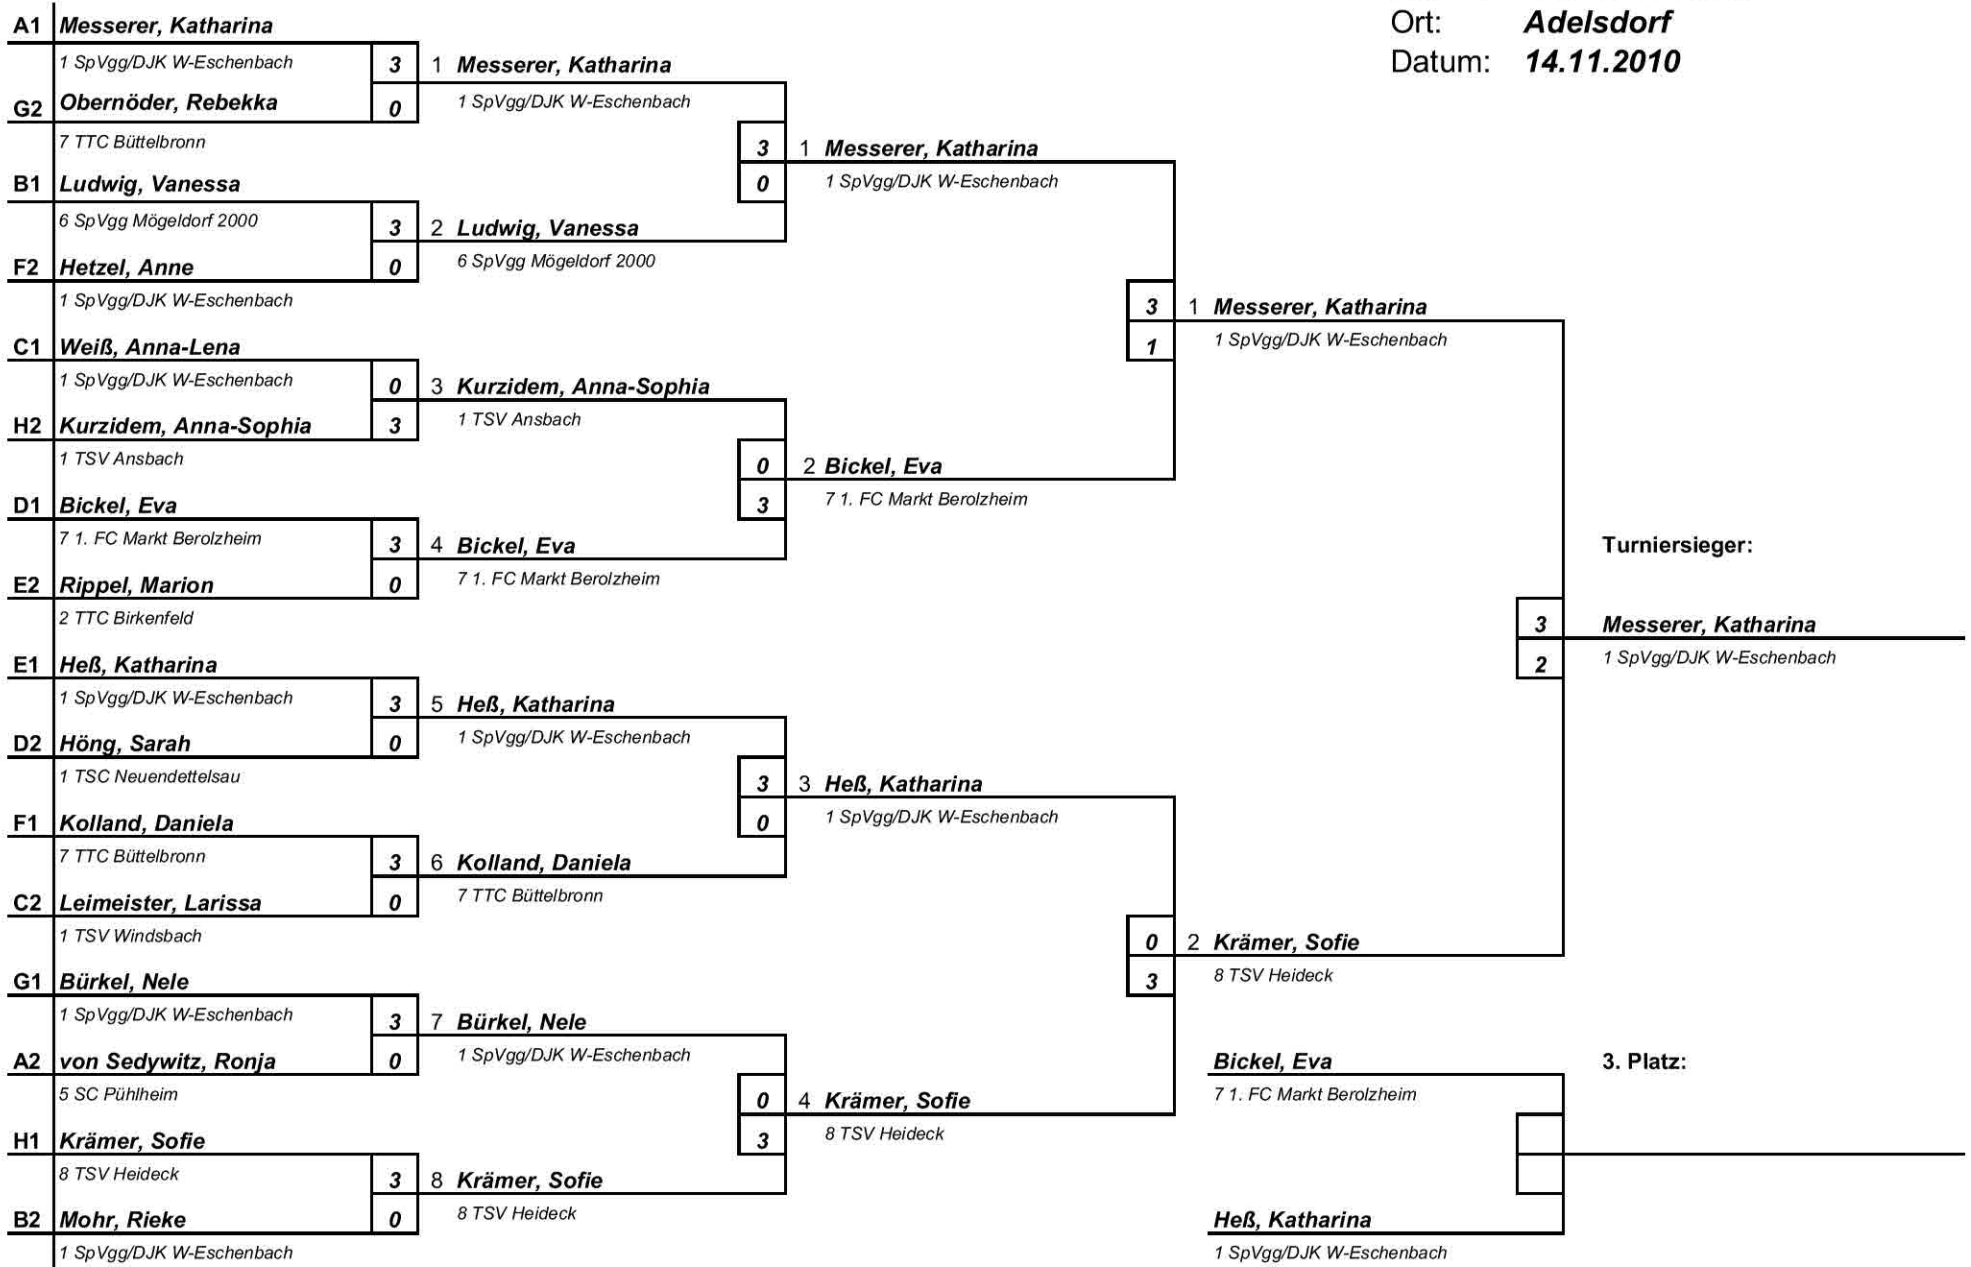 Ort: Adelsdorf
Datum: 14.11.2010
A1 Messerer, Katharina
1 SpVgg/DJK W-Eschenbach 3
G2 Obernöder, Rebekka 0
7 TTC Büttelbronn
B1 Ludwig, Vanessa
6 SpVgg Mögeldorf 2000 3
F2 Hetzel, Anne 0
1 SpVgg/DJK W-Eschenbach
C1 Weiß, Anna-Lena
1 SpVgg/DJK W-Eschenbach 0
H2 Kurzidem, Anna-Sophia 3
1 TSV Ansbach
D1 Bickel, Eva
7 1. FC Markt Berolzheim 3
E2 Rippel, Marion 0
2 TTC Birkenfeld
E1 Heß, Katharina
1 SpVgg/DJK W-Eschenbach 3
D2 Höng, Sarah 0
1 TSC Neuendettelsau
F1 Kolland, Daniela
7 TTC Büttelbronn 3
C2 Leimeister, Larissa 0
1 TSV Windsbach
G1 Bürkel, Nele
1 SpVgg/DJK W-Eschenbach 3
A2 von Sedywitz, Ronja 0
5 SC Pühlheim
H1 Krämer, Sofie
8 TSV Heideck 3
B2 Mohr, Rieke 0
1 SpVgg/DJK W-Eschenbach
1 Messerer, Katharina
1 SpVgg/DJK W-Eschenbach
3
0
2 Ludwig, Vanessa
6 SpVgg Mögeldorf 2000
3 Kurzidem, Anna-Sophia
1 TSV Ansbach
0
3
4 Bickel, Eva
7 1. FC Markt Berolzheim
5 Heß, Katharina
1 SpVgg/DJK W-Eschenbach
3
0
6 Kolland, Daniela
7 TTC Büttelbronn
7 Bürkel, Nele
1 SpVgg/DJK W-Eschenbach
0
3
8 Krämer, Sofie
8 TSV Heideck
1 Messerer, Katharina
1 SpVgg/DJK W-Eschenbach
3
1
2 Bickel, Eva
7 1. FC Markt Berolzheim
3 Heß, Katharina
1 SpVgg/DJK W-Eschenbach
0
3
4 Krämer, Sofie
8 TSV Heideck
1 Messerer, Katharina
1 SpVgg/DJK W-Eschenbach
3
2
2 Krämer, Sofie
8 TSV Heideck
Turniersieger:
Messerer, Katharina
1 SpVgg/DJK W-Eschenbach
Bickel, Eva
7 1. FC Markt Berolzheim
3. Platz:
Heß, Katharina
1 SpVgg/DJK W-Eschenbach